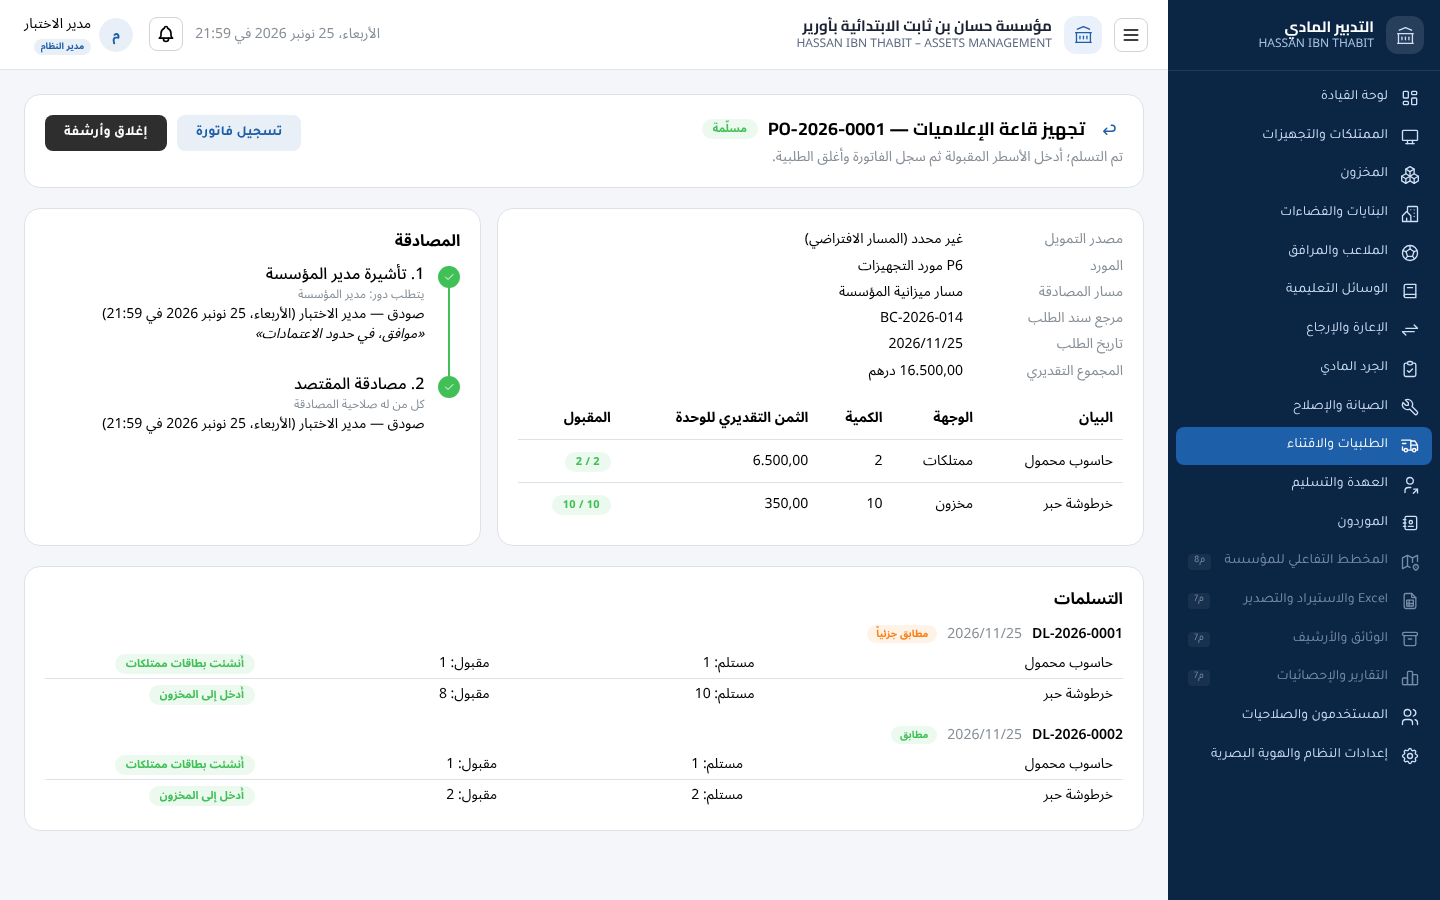 التدبير المادي
HASSAN IBN THABIT
لوحة القيادة
الممتلكات والتجهيزات
المخزون
البنايات والفضاءات
الملاعب والمرافق
الوسائل التعليمية
الإعارة والإرجاع
الجرد المادي
الصيانة والإصلاح
الطلبيات والاقتناء
العهدة والتسليم
الموردون
المخطط التفاعلي للمؤسسة م8
Excel والاستيراد والتصدير م7
الوثائق والأرشيف م7
التقارير والإحصائيات م7
المستخدمون والصلاحيات
إعدادات النظام والهوية البصرية
مؤسسة حسان بن ثابت الابتدائية بأورير
HASSAN IBN THABIT – ASSETS MANAGEMENT
الأربعاء، 25 نونبر 2026 في 21:59
م
مدير الاختبار
مدير النظام
تجهيز قاعة الإعلاميات — PO-2026-0001 مسلّمة
تم التسلم؛ أدخل الأسطر المقبولة ثم سجل الفاتورة وأغلق الطلبية.
تسجيل فاتورة
إغلاق وأرشفة
مصدر التمويل غير محدد (المسار الافتراضي)
المورد P6 مورد التجهيزات
مسار المصادقة مسار ميزانية المؤسسة
مرجع سند الطلب BC-2026-014
تاريخ الطلب 2026/11/25
المجموع التقديري 16.500,00 درهم
البيان الوجهة الكمية الثمن التقديري للوحدة المقبول
حاسوب محمول ممتلكات 2 6.500,00 2 / 2
خرطوشة حبر مخزون 10 350,00 10 / 10
المصادقة
1. تأشيرة مدير المؤسسة
يتطلب دور: مدير المؤسسة
صودق — مدير الاختبار (الأربعاء، 25 نونبر 2026 في 21:59)
«موافق، في حدود الاعتمادات»
2. مصادقة المقتصد
كل من له صلاحية المصادقة
صودق — مدير الاختبار (الأربعاء، 25 نونبر 2026 في 21:59)
التسلمات
DL-2026-0001 2026/11/25 مطابق جزئياً
حاسوب محمول مستلم: 1 مقبول: 1 أنشئت بطاقات ممتلكات
خرطوشة حبر مستلم: 10 مقبول: 8 أدخل إلى المخزون
DL-2026-0002 2026/11/25 مطابق
حاسوب محمول مستلم: 1 مقبول: 1 أنشئت بطاقات ممتلكات
خرطوشة حبر مستلم: 2 مقبول: 2 أدخل إلى المخزون